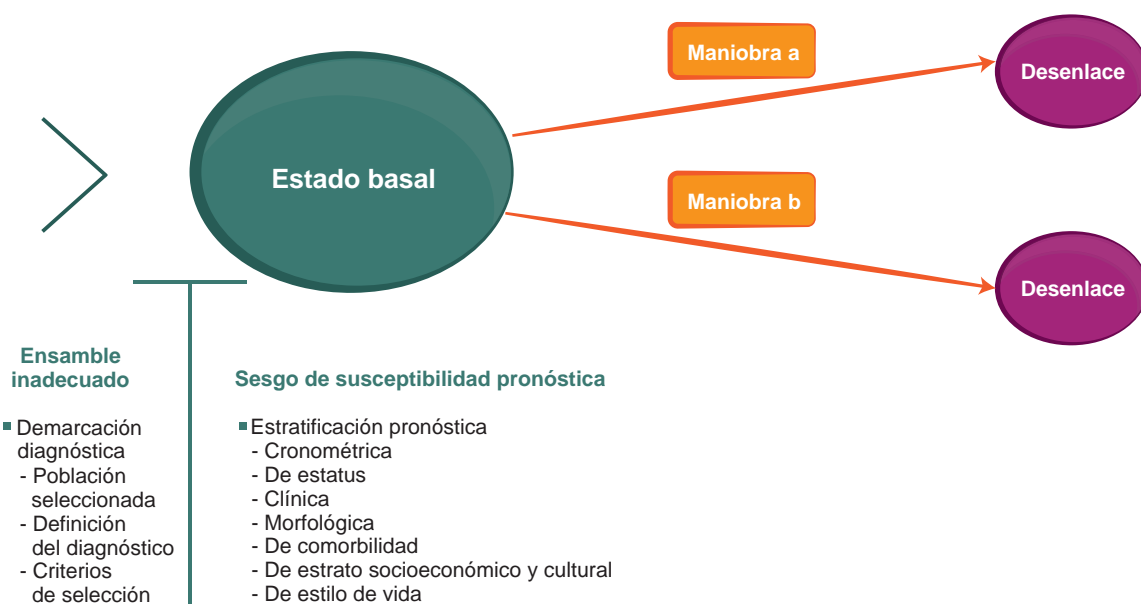 Maniobra a
Desenlace
Estado basal
Maniobra b
Desenlace
Ensamble
inadecuado
Demarcación
diagnóstica
- Población
seleccionada
- Definición
del diagnóstico
- Criterios
de selección
Sesgo de susceptibilidad pronóstica
Estratificación pronóstica
- Cronométrica
- De estatus
- Clínica
- Morfológica
- De comorbilidad
- De estrato socioeconómico y cultural
- De estilo de vida